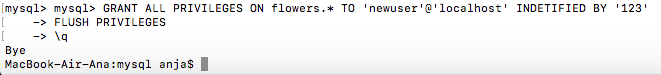 [mysql> mysql> GRANT ALL PRIVILEGES ON flowers.* TO 'newuser'@'localhost' INDETIFIED BY '123'
[    -> FLUSH PRIVILEGES
[    -> \q
Bye
MacBook-Air-Ana:mysql anja$